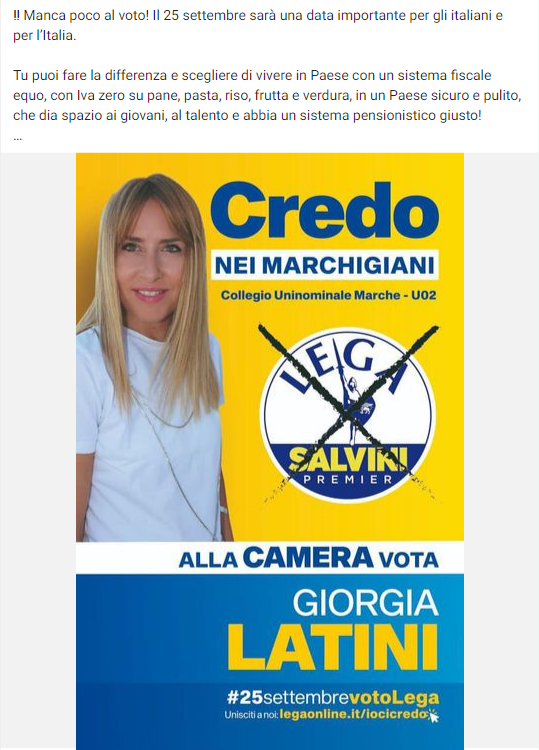 ‼ Manca poco al voto! Il 25 settembre sarà una data importante per gli italiani e
per l'Italia.
Tu puoi fare la differenza e scegliere di vivere in Paese con un sistema fiscale
equo, con Iva zero su pane, pasta, riso, frutta e verdura, in un Paese sicuro e pulito,
che dia spazio ai giovani, al talento e abbia un sistema pensionistico giusto!
...
Credo
NEI MARCHIGIANI
Collegio Uninominale Marche - U02
LEGA
SALVINI
PREMIER
ALLA CAMERA VOTA
GIORGIA
LATINI
#25settembrevotoLega
Unisciti a noi: legaonline.it/iocicredo